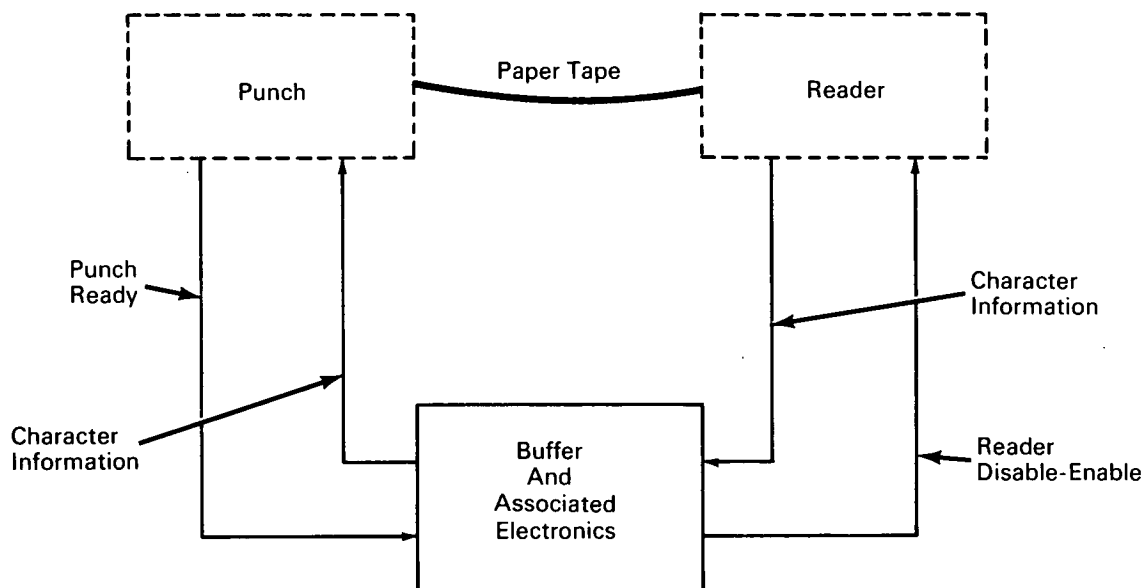 Punch
Paper Tape
Reader
Punch
Ready
Character
Information
Character
Information
Buffer
And
Associated
Electronics
Reader
Disable-Enable